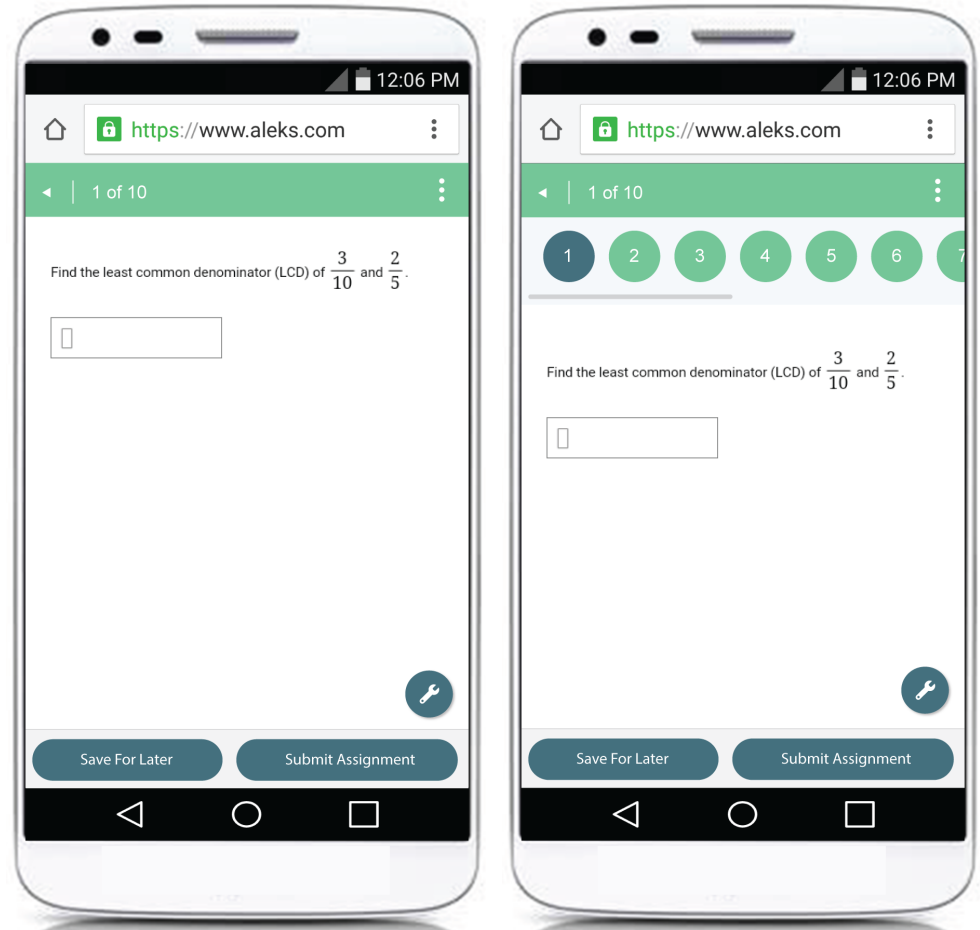 12:06 PM
https://www.aleks.com
1 of 10
Find the least common denominator (LCD) of 3/10 and 2/5.
Save For Later
Submit Assignment
12:06 PM
https://www.aleks.com
1 of 10
1 2 3 4 5 6 7
Find the least common denominator (LCD) of 3/10 and 2/5.
Save For Later
Submit Assignment